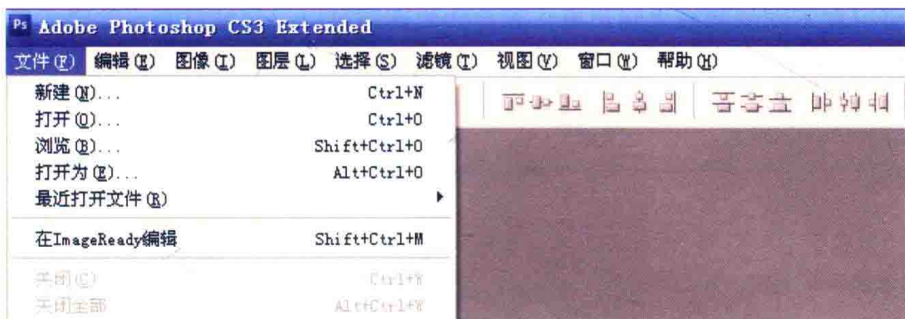 Ps Adobe Photoshop CS3 Extended
文件(F) 编辑(E) 图像(I) 图层(L) 选择(S) 滤镜(T) 视图(V) 窗口(W) 帮助(H)
新建(N)... Ctrl+N
打开(O)... Ctrl+O
浏览(B)... Shift+Ctrl+O
打开为(E)... Alt+Ctrl+O
最近打开文件(R)
在ImageReady编辑 Shift+Ctrl+M
关闭(C) Ctrl+W
关闭全部 Alt+Ctrl+W